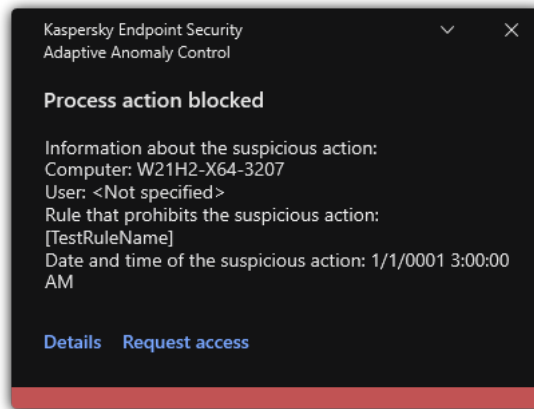 Kaspersky Endpoint Security
Adaptive Anomaly Control
Process action blocked
Information about the suspicious action:
Computer: W21H2-X64-3207
User: <Not specified>
Rule that prohibits the suspicious action:
[TestRuleName]
Date and time of the suspicious action: 1/1/0001 3:00:00
AM
Details Request access